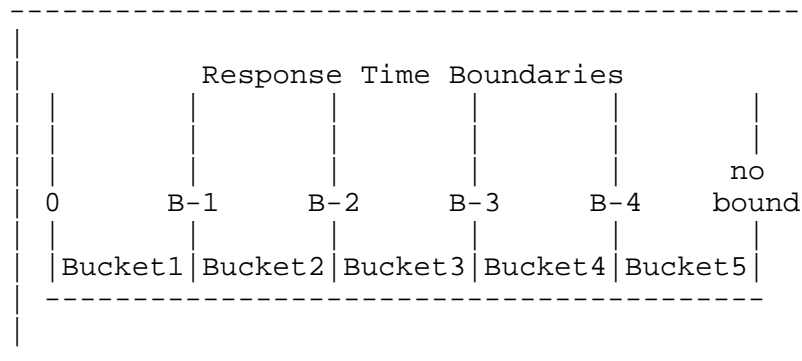 Response Time Boundaries
no
0 B-1 B-2 B-3 B-4 bound
|Bucket1|Bucket2|Bucket3|Bucket4|Bucket5|